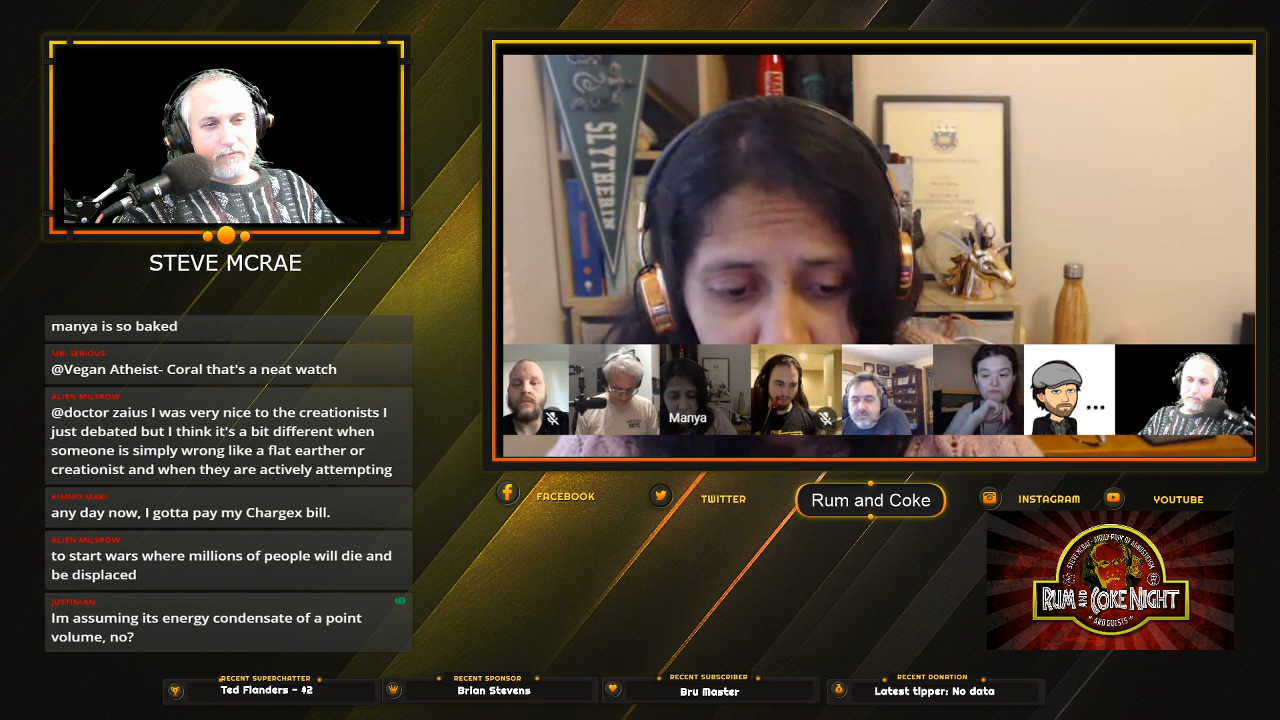 SLYTHERIN
STEVE MCRAE
manya is so baked
MR. SERIOUS
@Vegan Atheist- Coral that's a neat watch
ALIEN MILSROW
@doctor zaius I was very nice to the creationists I
just debated but I think it's a bit different when
someone is simply wrong like a flat earther or
creationist and when they are actively attempting
KIMMO MAKI
any day now, I gotta pay my Chargex bill.
ALIEN MILSROW
to start wars where millions of people will die and
be displaced
JUSTINIAN
Im assuming its energy condensate of a point
volume, no?
Manya
FACEBOOK
TWITTER
Rum and Coke
INSTAGRAM
YOUTUBE
RUM AND COKE NIGHT
AND GUESTS
RECENT SUPERCHATTER
Ted Flanders - $2
RECENT SPONSOR
Brian Stevens
RECENT SUBSCRIBER
Bru Master
RECENT DONATION
Latest tipper: No data